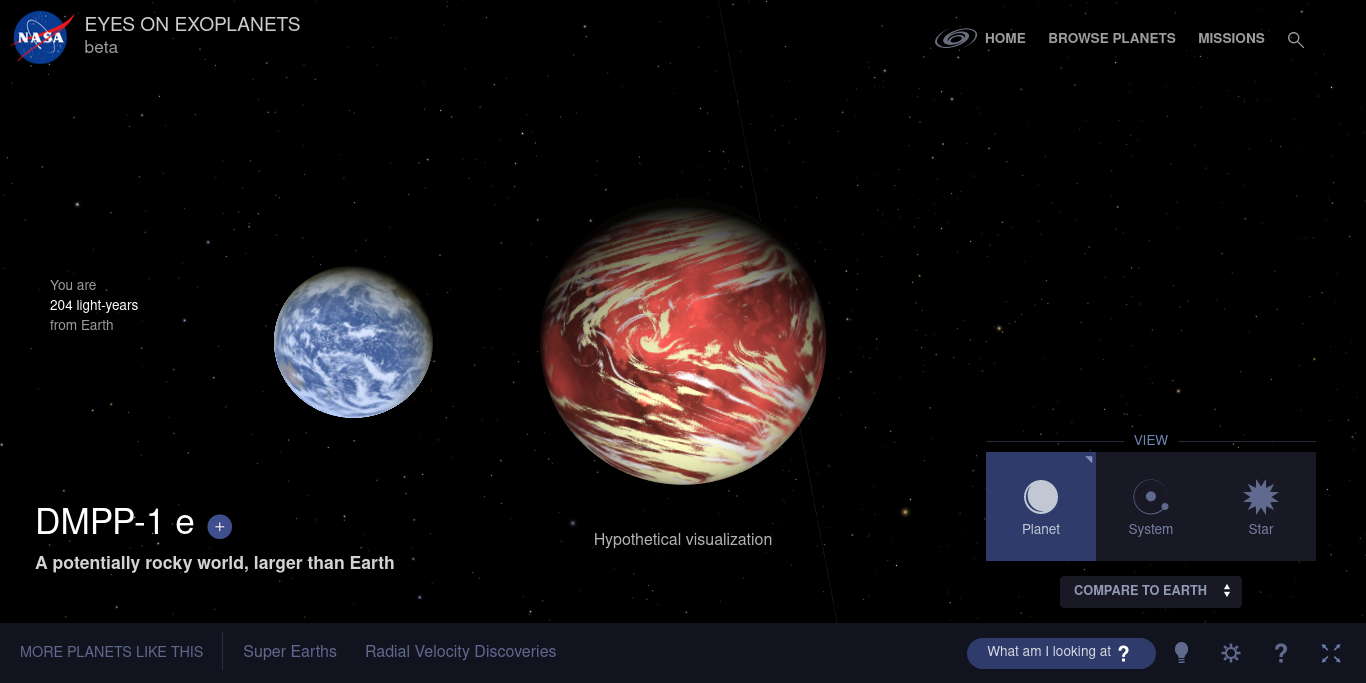 NASA
EYES ON EXOPLANETS
beta
HOME
BROWSE PLANETS
MISSIONS
You are
204 light-years
from Earth
VIEW
Planet
System
Star
DMPP-1 e +
A potentially rocky world, larger than Earth
Hypothetical visualization
COMPARE TO EARTH
MORE PLANETS LIKE THIS
Super Earths
Radial Velocity Discoveries
What am I looking at ?
?